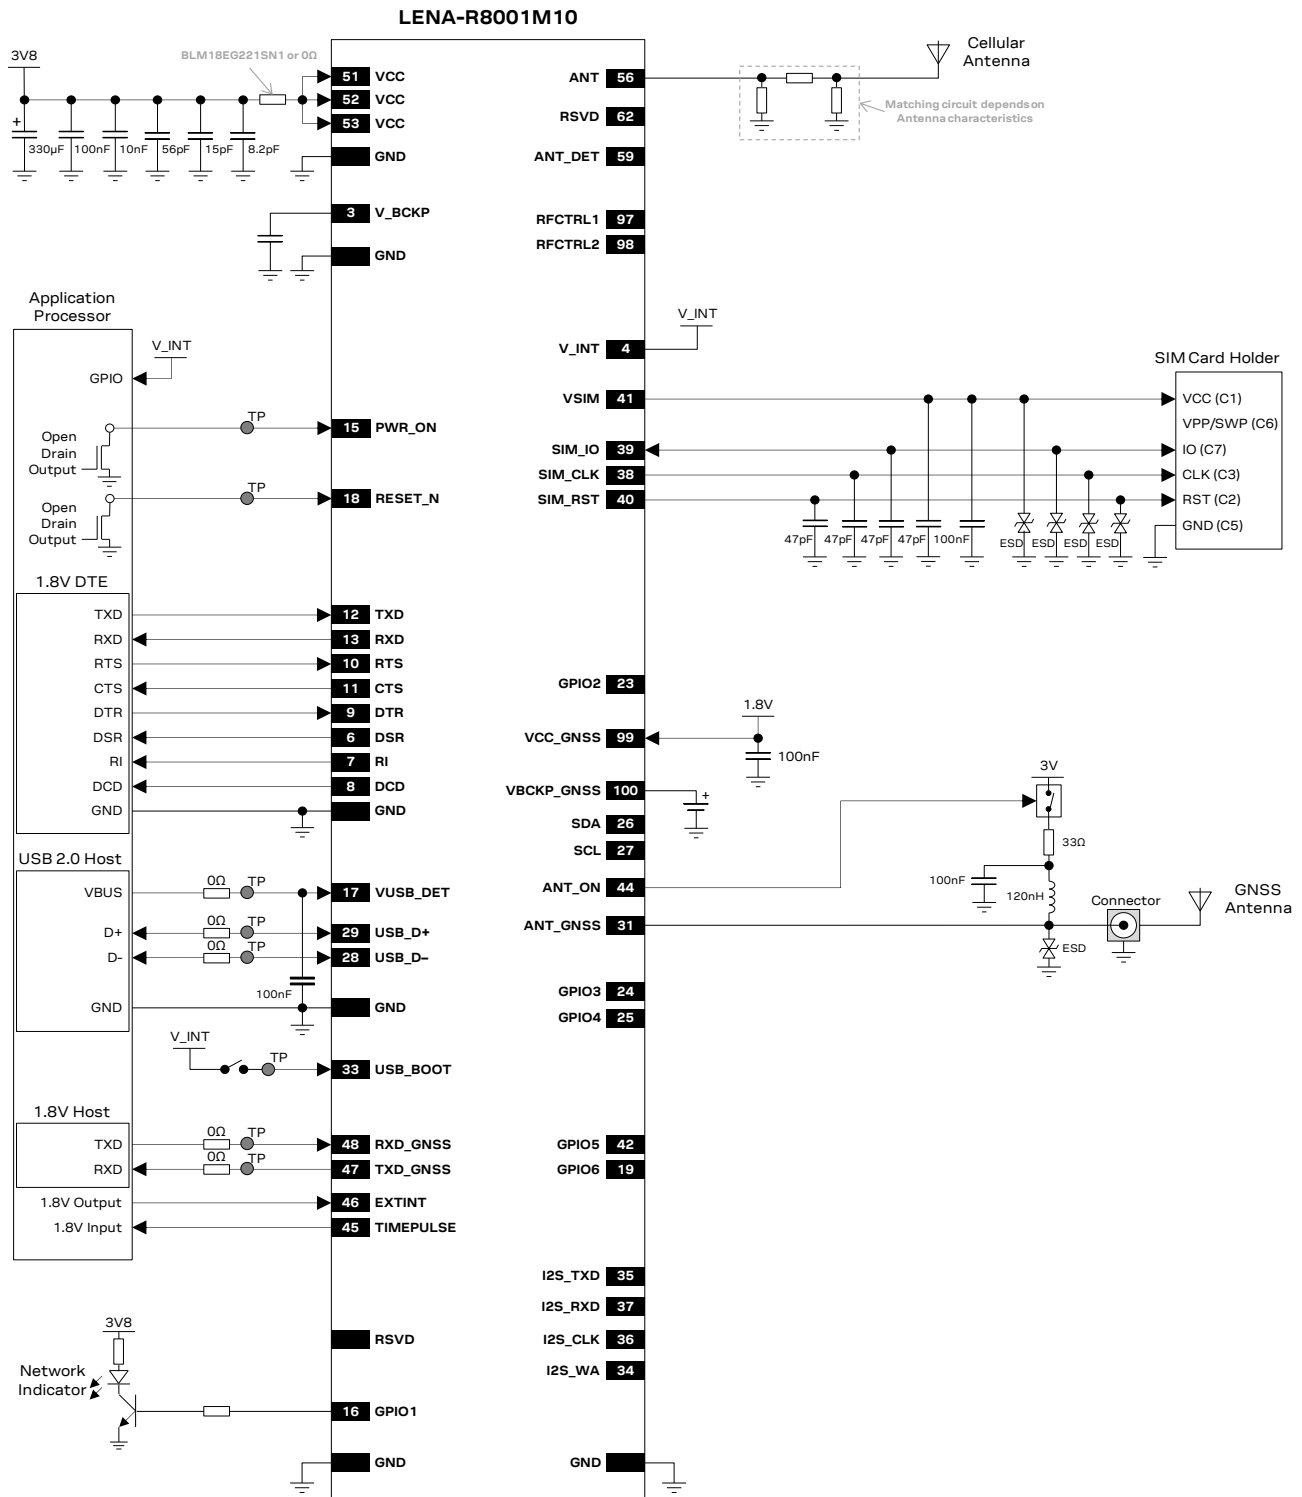 LENA-R8001M10
3V8
BLM18EG221SN1 or 0Ω
51 VCC
52 VCC
53 VCC
+
330µF 100nF 10nF 56pF 15pF 8.2pF
GND
3 V_BCKP
GND
ANT 56
RSVD 62
ANT_DET 59
RFCTRL1 97
RFCTRL2 98
Cellular
Antenna
Matching circuit depends on
Antenna characteristics
Application
Processor
V_INT
GPIO
TP
15 PWR_ON
Open
Drain
Output
TP
18 RESET_N
Open
Drain
Output
V_INT
V_INT 4
VSIM 41
SIM_IO 39
SIM_CLK 38
SIM_RST 40
47pF 47pF 47pF 47pF 100nF
ESD ESD ESD ESD
SIM Card Holder
VCC (C1)
VPP/SWP (C6)
IO (C7)
CLK (C3)
RST (C2)
GND (C5)
1.8V DTE
TXD 12 TXD
RXD 13 RXD
RTS 10 RTS
CTS 11 CTS
DTR 9 DTR
DSR 6 DSR
RI 7 RI
DCD 8 DCD
GND GND
GPIO2 23
1.8V
VCC_GNSS 99
100nF
VBCKP_GNSS 100
+
SDA 26
SCL 27
ANT_ON 44
ANT_GNSS 31
3V
33Ω
100nF
120nH
Connector
ESD
GNSS
Antenna
USB 2.0 Host
VBUS 0Ω TP 17 VUSB_DET
D+ 0Ω TP 29 USB_D+
D- 0Ω TP 28 USB_D–
100nF
GND GND
GPIO3 24
GPIO4 25
V_INT
TP
33 USB_BOOT
1.8V Host
TXD 0Ω TP 48 RXD_GNSS
RXD 0Ω TP 47 TXD_GNSS
1.8V Output 46 EXTINT
1.8V Input 45 TIMEPULSE
GPIO5 42
GPIO6 19
I2S_TXD 35
I2S_RXD 37
I2S_CLK 36
I2S_WA 34
3V8
RSVD
Network
Indicator
16 GPIO1
GND
GND